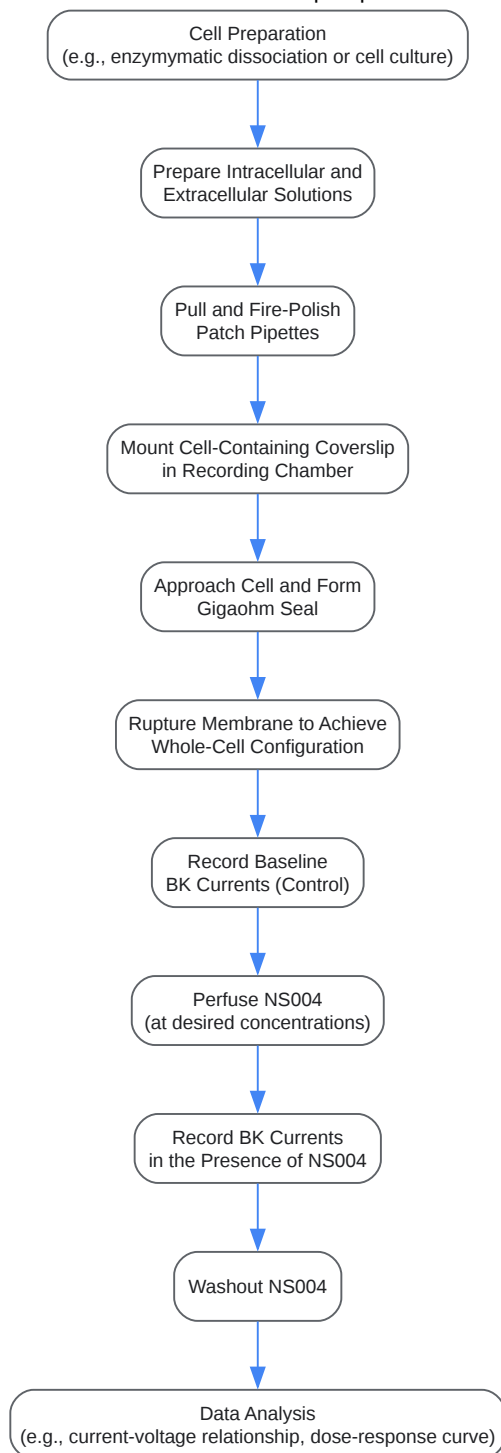 Cell Preparation
(e.g., enzymymatic dissociation or cell culture)
Prepare Intracellular and
Extracellular Solutions
Pull and Fire-Polish
Patch Pipettes
Mount Cell-Containing Coverslip
in Recording Chamber
Approach Cell and Form
Gigaohm Seal
Rupture Membrane to Achieve
Whole-Cell Configuration
Record Baseline
BK Currents (Control)
Perfuse NS004
(at desired concentrations)
Record BK Currents
in the Presence of NS004
Washout NS004
Data Analysis
(e.g., current-voltage relationship, dose-response curve)